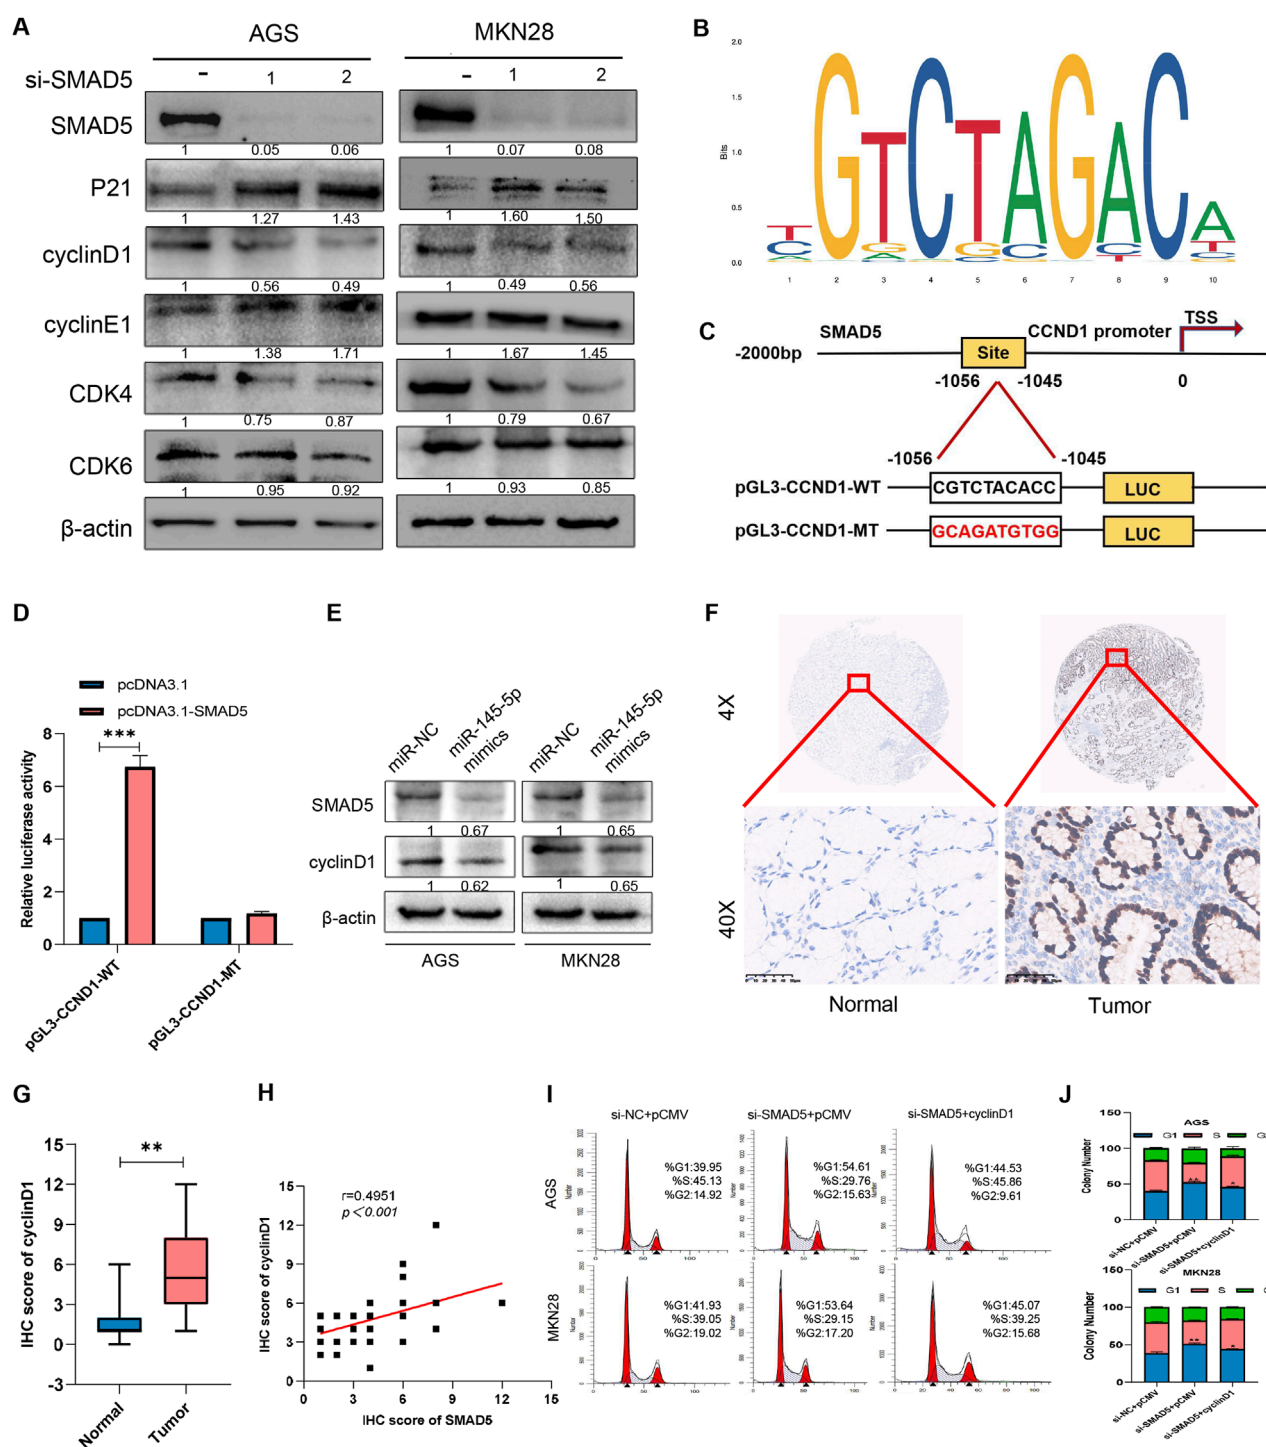 A
AGS
MKN28
si-SMAD5
- 1 2
- 1 2
SMAD5
1 0.05 0.06
1 0.07 0.08
P21
1 1.27 1.43
1 1.60 1.50
cyclinD1
1 0.56 0.49
1 0.49 0.56
cyclinE1
1 1.38 1.71
1 1.67 1.45
CDK4
1 0.75 0.87
1 0.79 0.67
CDK6
1 0.95 0.92
1 0.93 0.85
β-actin
B
2.0
1.5
1.0
0.5
0.0
Bits
T C A
G
T G A
C
T G C
A C
G
A C T
C
A T C
1 2 3 4 5 6 7 8 9 10
C
SMAD5
CCND1 promoter
TSS
-2000bp
Site
-1056
-1045
0
-1056
-1045
pGL3-CCND1-WT
CGTCTACACC
LUC
pGL3-CCND1-MT
GCAGATGTGG
LUC
D
pcDNA3.1
pcDNA3.1-SMAD5
***
Relative luciferase activity
8
6
4
2
0
pGL3-CCND1-WT
pGL3-CCND1-MT
E
miR-NC
miR-145-5p mimics
miR-NC
miR-145-5p mimics
SMAD5
1 0.67
1 0.65
cyclinD1
1 0.62
1 0.65
β-actin
AGS
MKN28
F
4X
40X
Normal
Tumor
G
IHC score of cyclinD1
15
12
9
6
3
0
-3
**
Normal
Tumor
H
IHC score of cyclinD1
r=0.4951
p<0.001
15
12
9
6
3
0
0 3 6 9 12 15
IHC score of SMAD5
I
si-NC+pCMV
si-SMAD5+pCMV
si-SMAD5+cyclinD1
AGS
%G1:39.95
%S:45.13
%G2:14.92
%G1:54.61
%S:29.76
%G2:15.63
%G1:44.53
%S:45.86
%G2:9.61
MKN28
%G1:41.93
%S:39.05
%G2:19.02
%G1:53.64
%S:29.15
%G2:17.20
%G1:45.07
%S:39.25
%G2:15.68
J
AGS
G1 S G
Colony Number
150
100
50
0
**
*
si-NC+pCMV
si-SMAD5+pCMV
si-SMAD5+cyclinD1
MKN28
G1 S
Colony Number
150
100
50
0
**
*
si-NC+pCMV
si-SMAD5+pCMV
si-SMAD5+cyclinD1